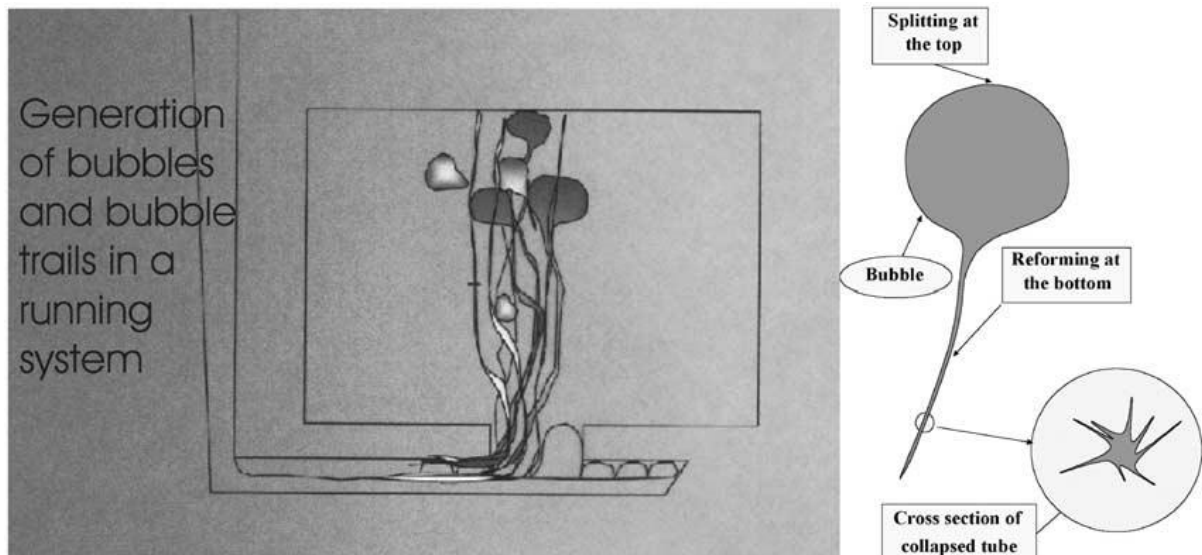 Generation
of bubbles
and bubble
trails in a
running
system
Splitting at
the top
Bubble
Reforming at
the bottom
Cross section of
collapsed tube